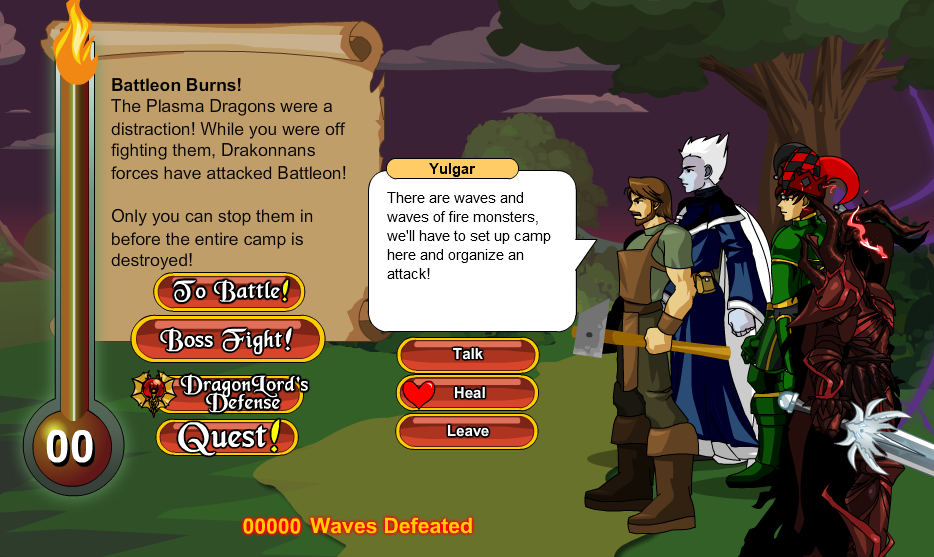 Battleon Burns!
The Plasma Dragons were a
distraction! While you were off
fighting them, Drakonnans
forces have attacked Battleon!
Only you can stop them in
before the entire camp is
destroyed!
To Battle!
Boss Fight!
DragonLord's
Defense
Quest!
00
Yulgar
There are waves and
waves of fire monsters,
we'll have to set up camp
here and organize an
attack!
Talk
Heal
Leave
00000 Waves Defeated